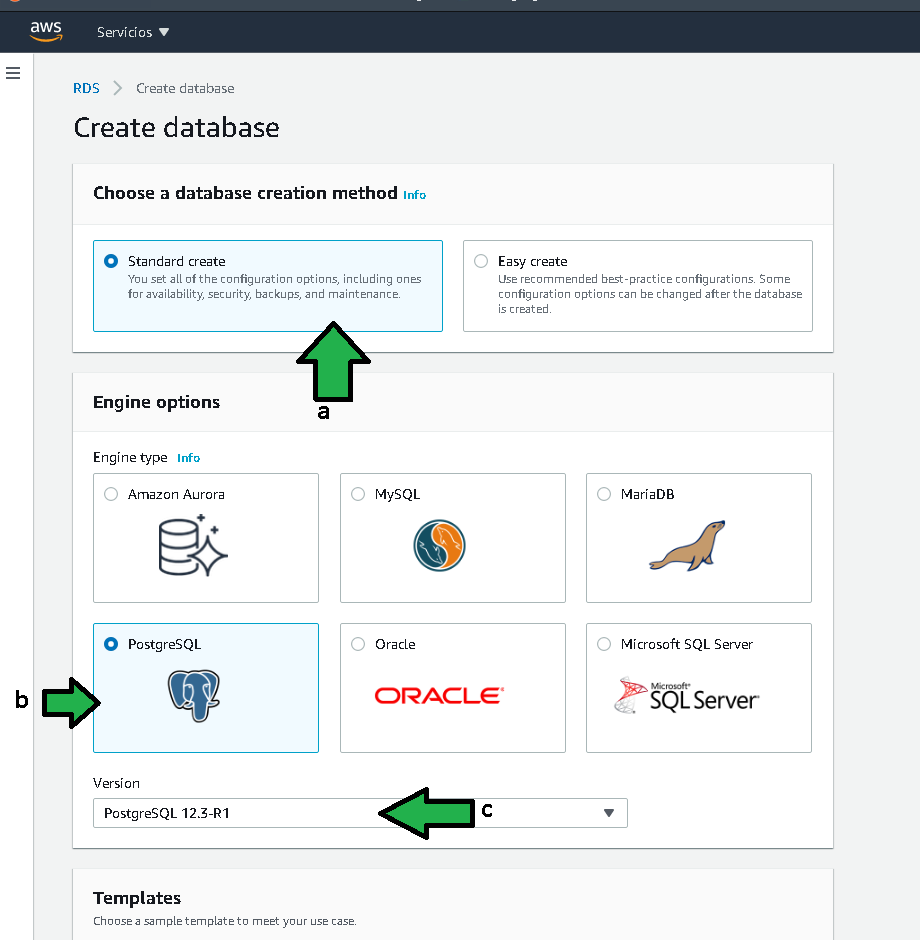 aws
Servicios
RDS
Create database
Create database
Choose a database creation method Info
Standard create
You set all of the configuration options, including ones
for availability, security, backups, and maintenance.
Easy create
Use recommended best-practice configurations. Some
configuration options can be changed after the database
is created.
a
Engine options
Engine type Info
Amazon Aurora
MySQL
MariaDB
PostgreSQL
Oracle
Microsoft SQL Server
b
ORACLE
Microsoft
SQL Server
Version
PostgreSQL 12.3-R1
c
Templates
Choose a sample template to meet your use case.